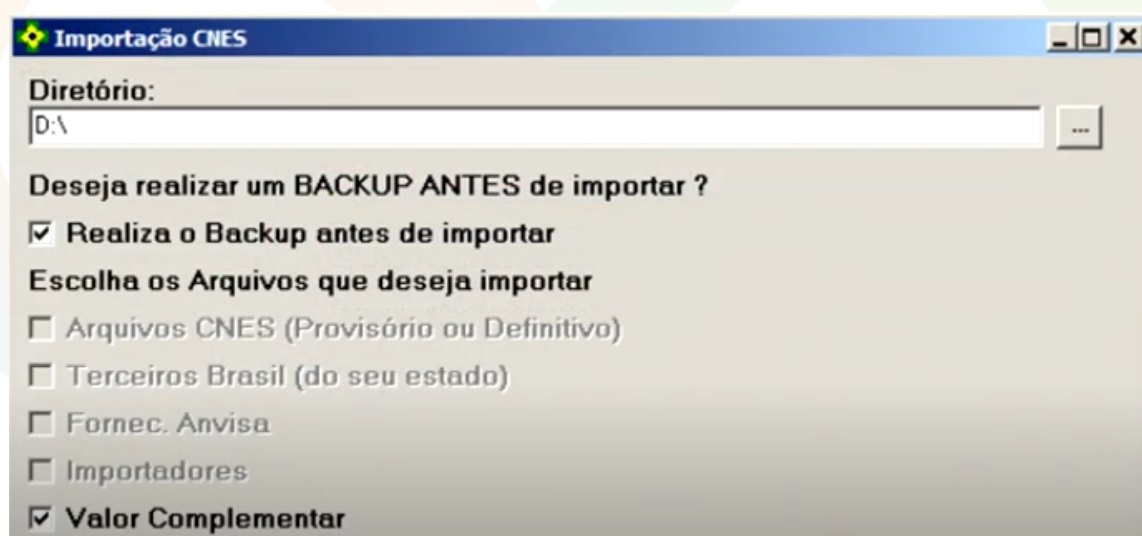 Importação CNES
Diretório:
D:\
...
Deseja realizar um BACKUP ANTES de importar ?
Realiza o Backup antes de importar
Escolha os Arquivos que deseja importar
Arquivos CNES (Provisório ou Definitivo)
Terceiros Brasil (do seu estado)
Fornec. Anvisa
Importadores
Valor Complementar